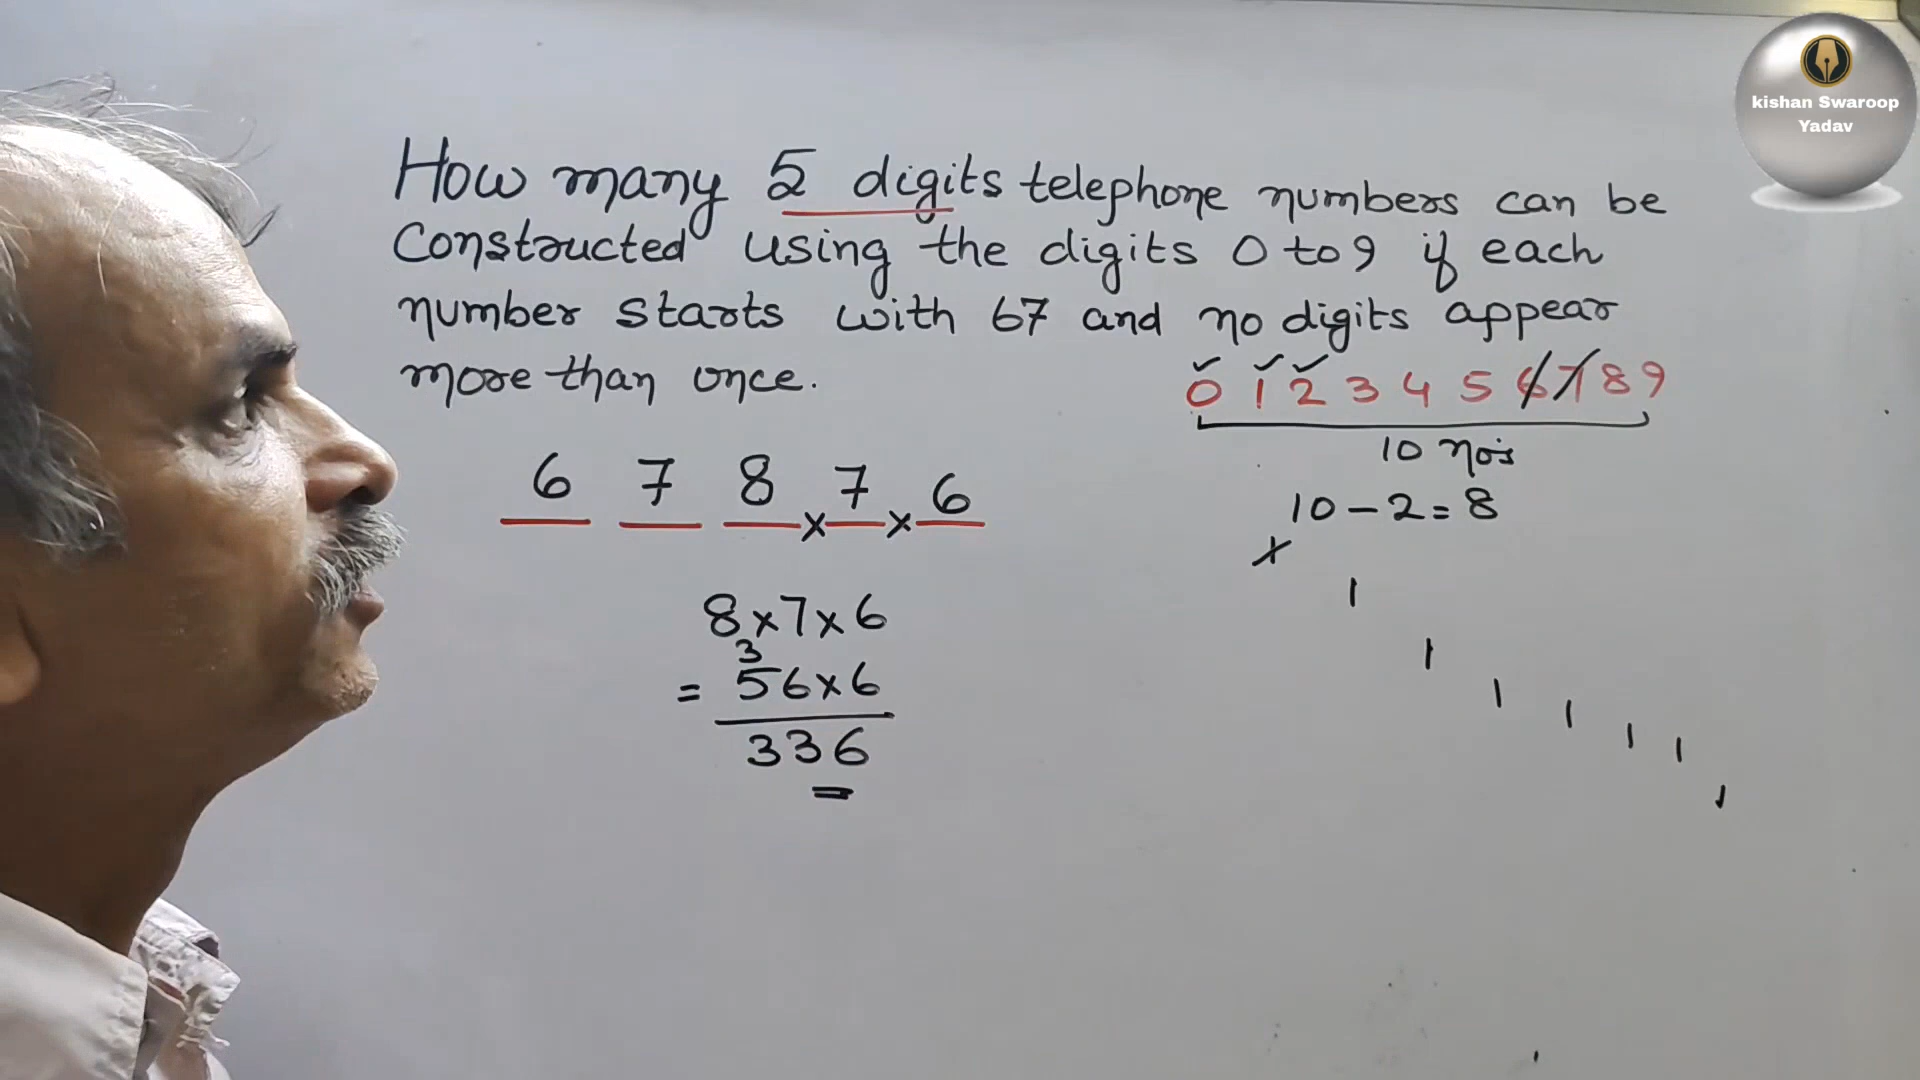 kishan Swaroop
Yadav
How many 5 digits telephone numbers can be
constructed using the digits 0 to 9 if each
number starts with 67 and no digits appear
more than once.
0 1 2 3 4 5 6 7 8 9
10 no's
10 - 2 = 8
6 7 8 × 7 × 6
8×7×6
3
= 56×6
336